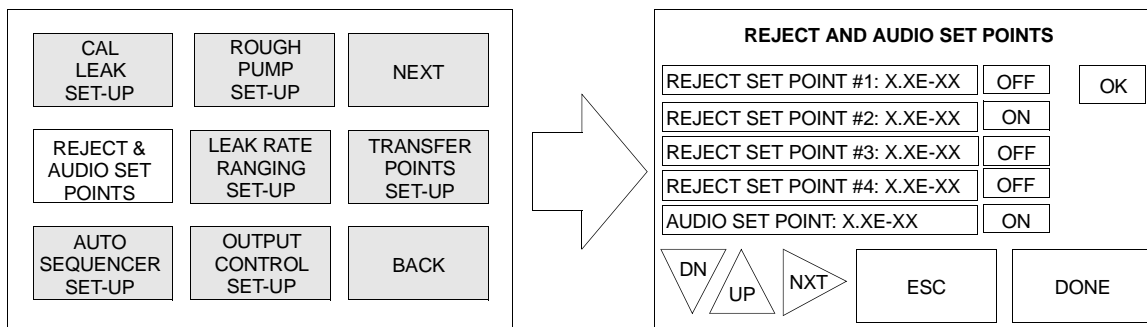 CAL
LEAK
SET-UP
ROUGH
PUMP
SET-UP
NEXT
REJECT &
AUDIO SET
POINTS
LEAK RATE
RANGING
SET-UP
TRANSFER
POINTS
SET-UP
AUTO
SEQUENCER
SET-UP
OUTPUT
CONTROL
SET-UP
BACK
REJECT AND AUDIO SET POINTS
REJECT SET POINT #1: X.XE-XX OFF OK
REJECT SET POINT #2: X.XE-XX ON
REJECT SET POINT #3: X.XE-XX OFF
REJECT SET POINT #4: X.XE-XX OFF
AUDIO SET POINT: X.XE-XX ON
DN UP NXT ESC DONE